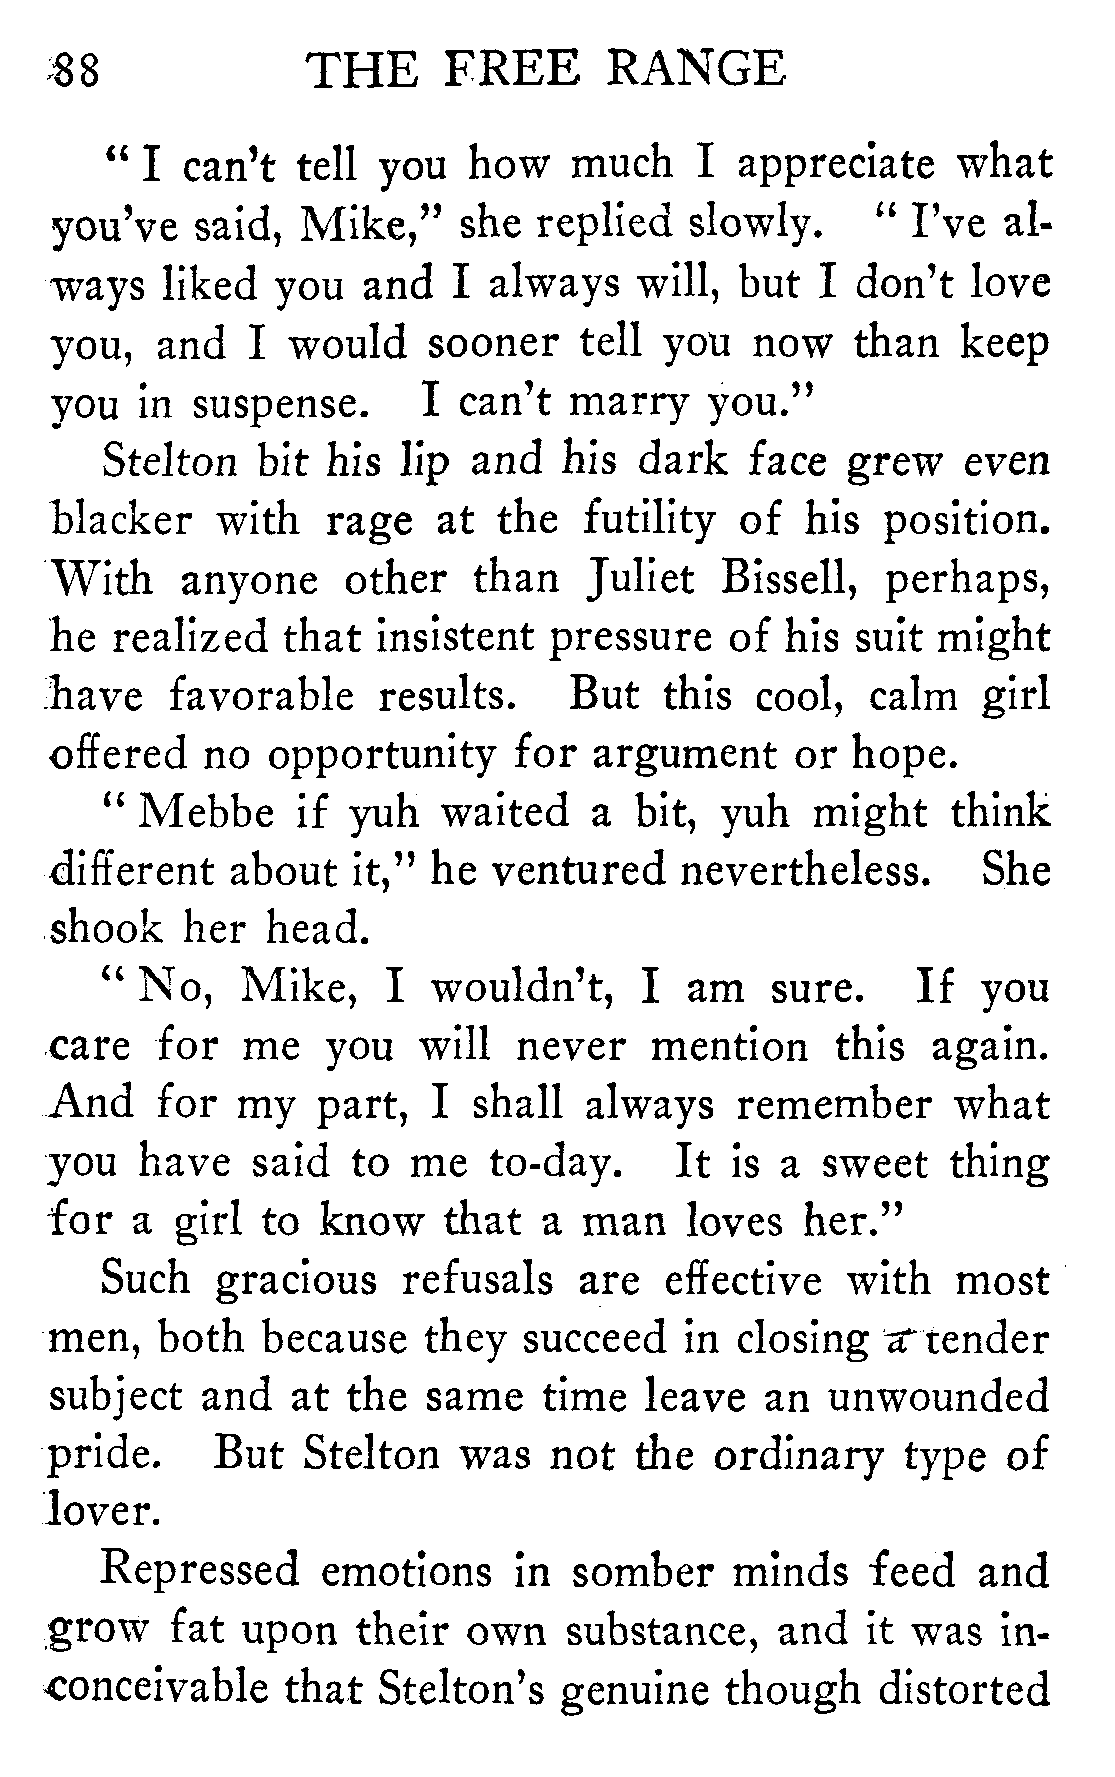 88 THE FREE RANGE
“ I can’t tell you how much I appreciate what
you’ve said, Mike,” she replied slowly. “ I’ve al-
ways liked you and I always will, but I don’t love
you, and I would sooner tell you now than keep
you in suspense. I can’t marry you.”
Stelton bit his lip and his dark face grew even
blacker with rage at the futility of his position.
With anyone other than Juliet Bissell, perhaps,
he realized that insistent pressure of his suit might
have favorable results. But this cool, calm girl
offered no opportunity for argument or hope.
“ Mebbe if yuh waited a bit, yuh might think
different about it,” he ventured nevertheless. She
shook her head.
“ No, Mike, I wouldn’t, I am sure. If you
care for me you will never mention this again.
And for my part, I shall always remember what
you have said to me to-day. It is a sweet thing
for a girl to know that a man loves her.”
Such gracious refusals are effective with most
men, both because they succeed in closing a tender
subject and at the same time leave an unwounded
pride. But Stelton was not the ordinary type of
lover.
Repressed emotions in somber minds feed and
grow fat upon their own substance, and it was in-
conceivable that Stelton’s genuine though distorted